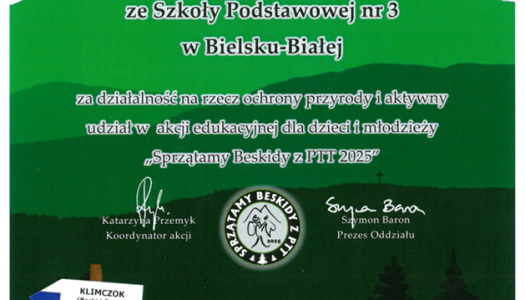 ze Szkoły Podstawowej nr 3
w Bielsku-Białej
za działalność na rzecz ochrony przyrody i aktywny
udział w akcji edukacyjnej dla dzieci i młodzieży
„Sprzątamy Beskidy z PTT 2025”
Katarzyna Przemyk
Koordynator akcji
SPRZĄTAMY BESKIDY Z PTT
2025
Szymon Baron
Prezes Oddziału
KLIMCZOK